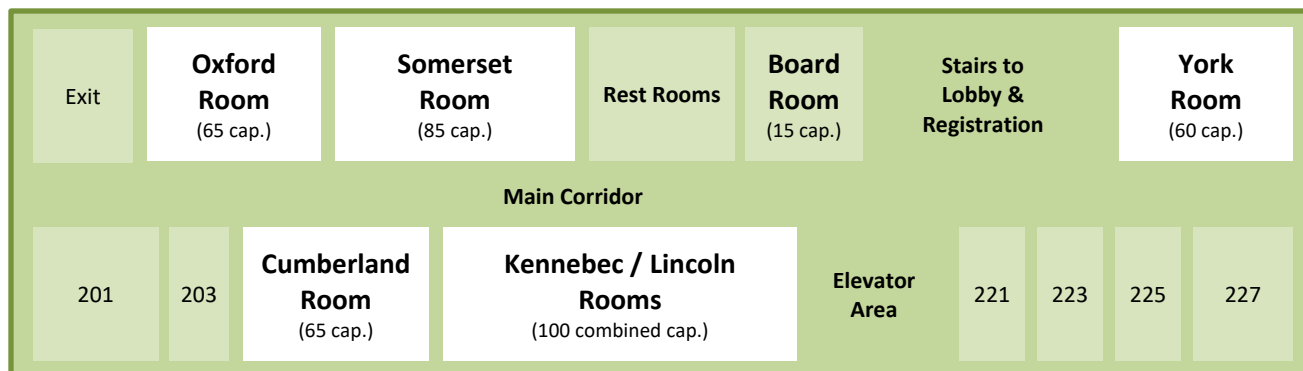 Exit
Oxford
Room
(65 cap.)
Somerset
Room
(85 cap.)
Rest Rooms
Board
Room
(15 cap.)
Stairs to
Lobby &
Registration
York
Room
(60 cap.)
Main Corridor
201
203
Cumberland
Room
(65 cap.)
Kennebec / Lincoln
Rooms
(100 combined cap.)
Elevator
Area
221
223
225
227